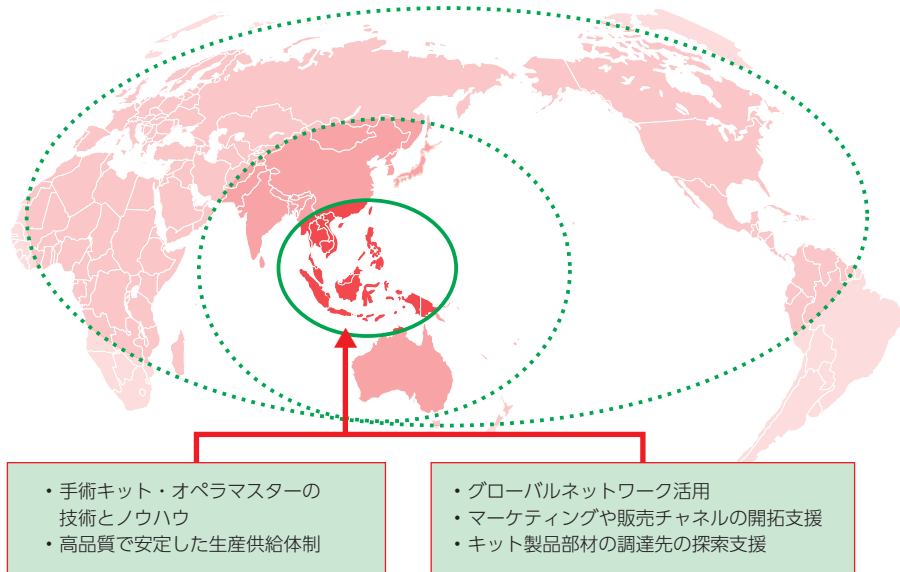 ・手術キット・オペラマスターの
技術とノウハウ
・高品質で安定した生産供給体制
・グローバルネットワーク活用
・マーケティングや販売チャネルの開拓支援
・キット製品部材の調達先の探索支援